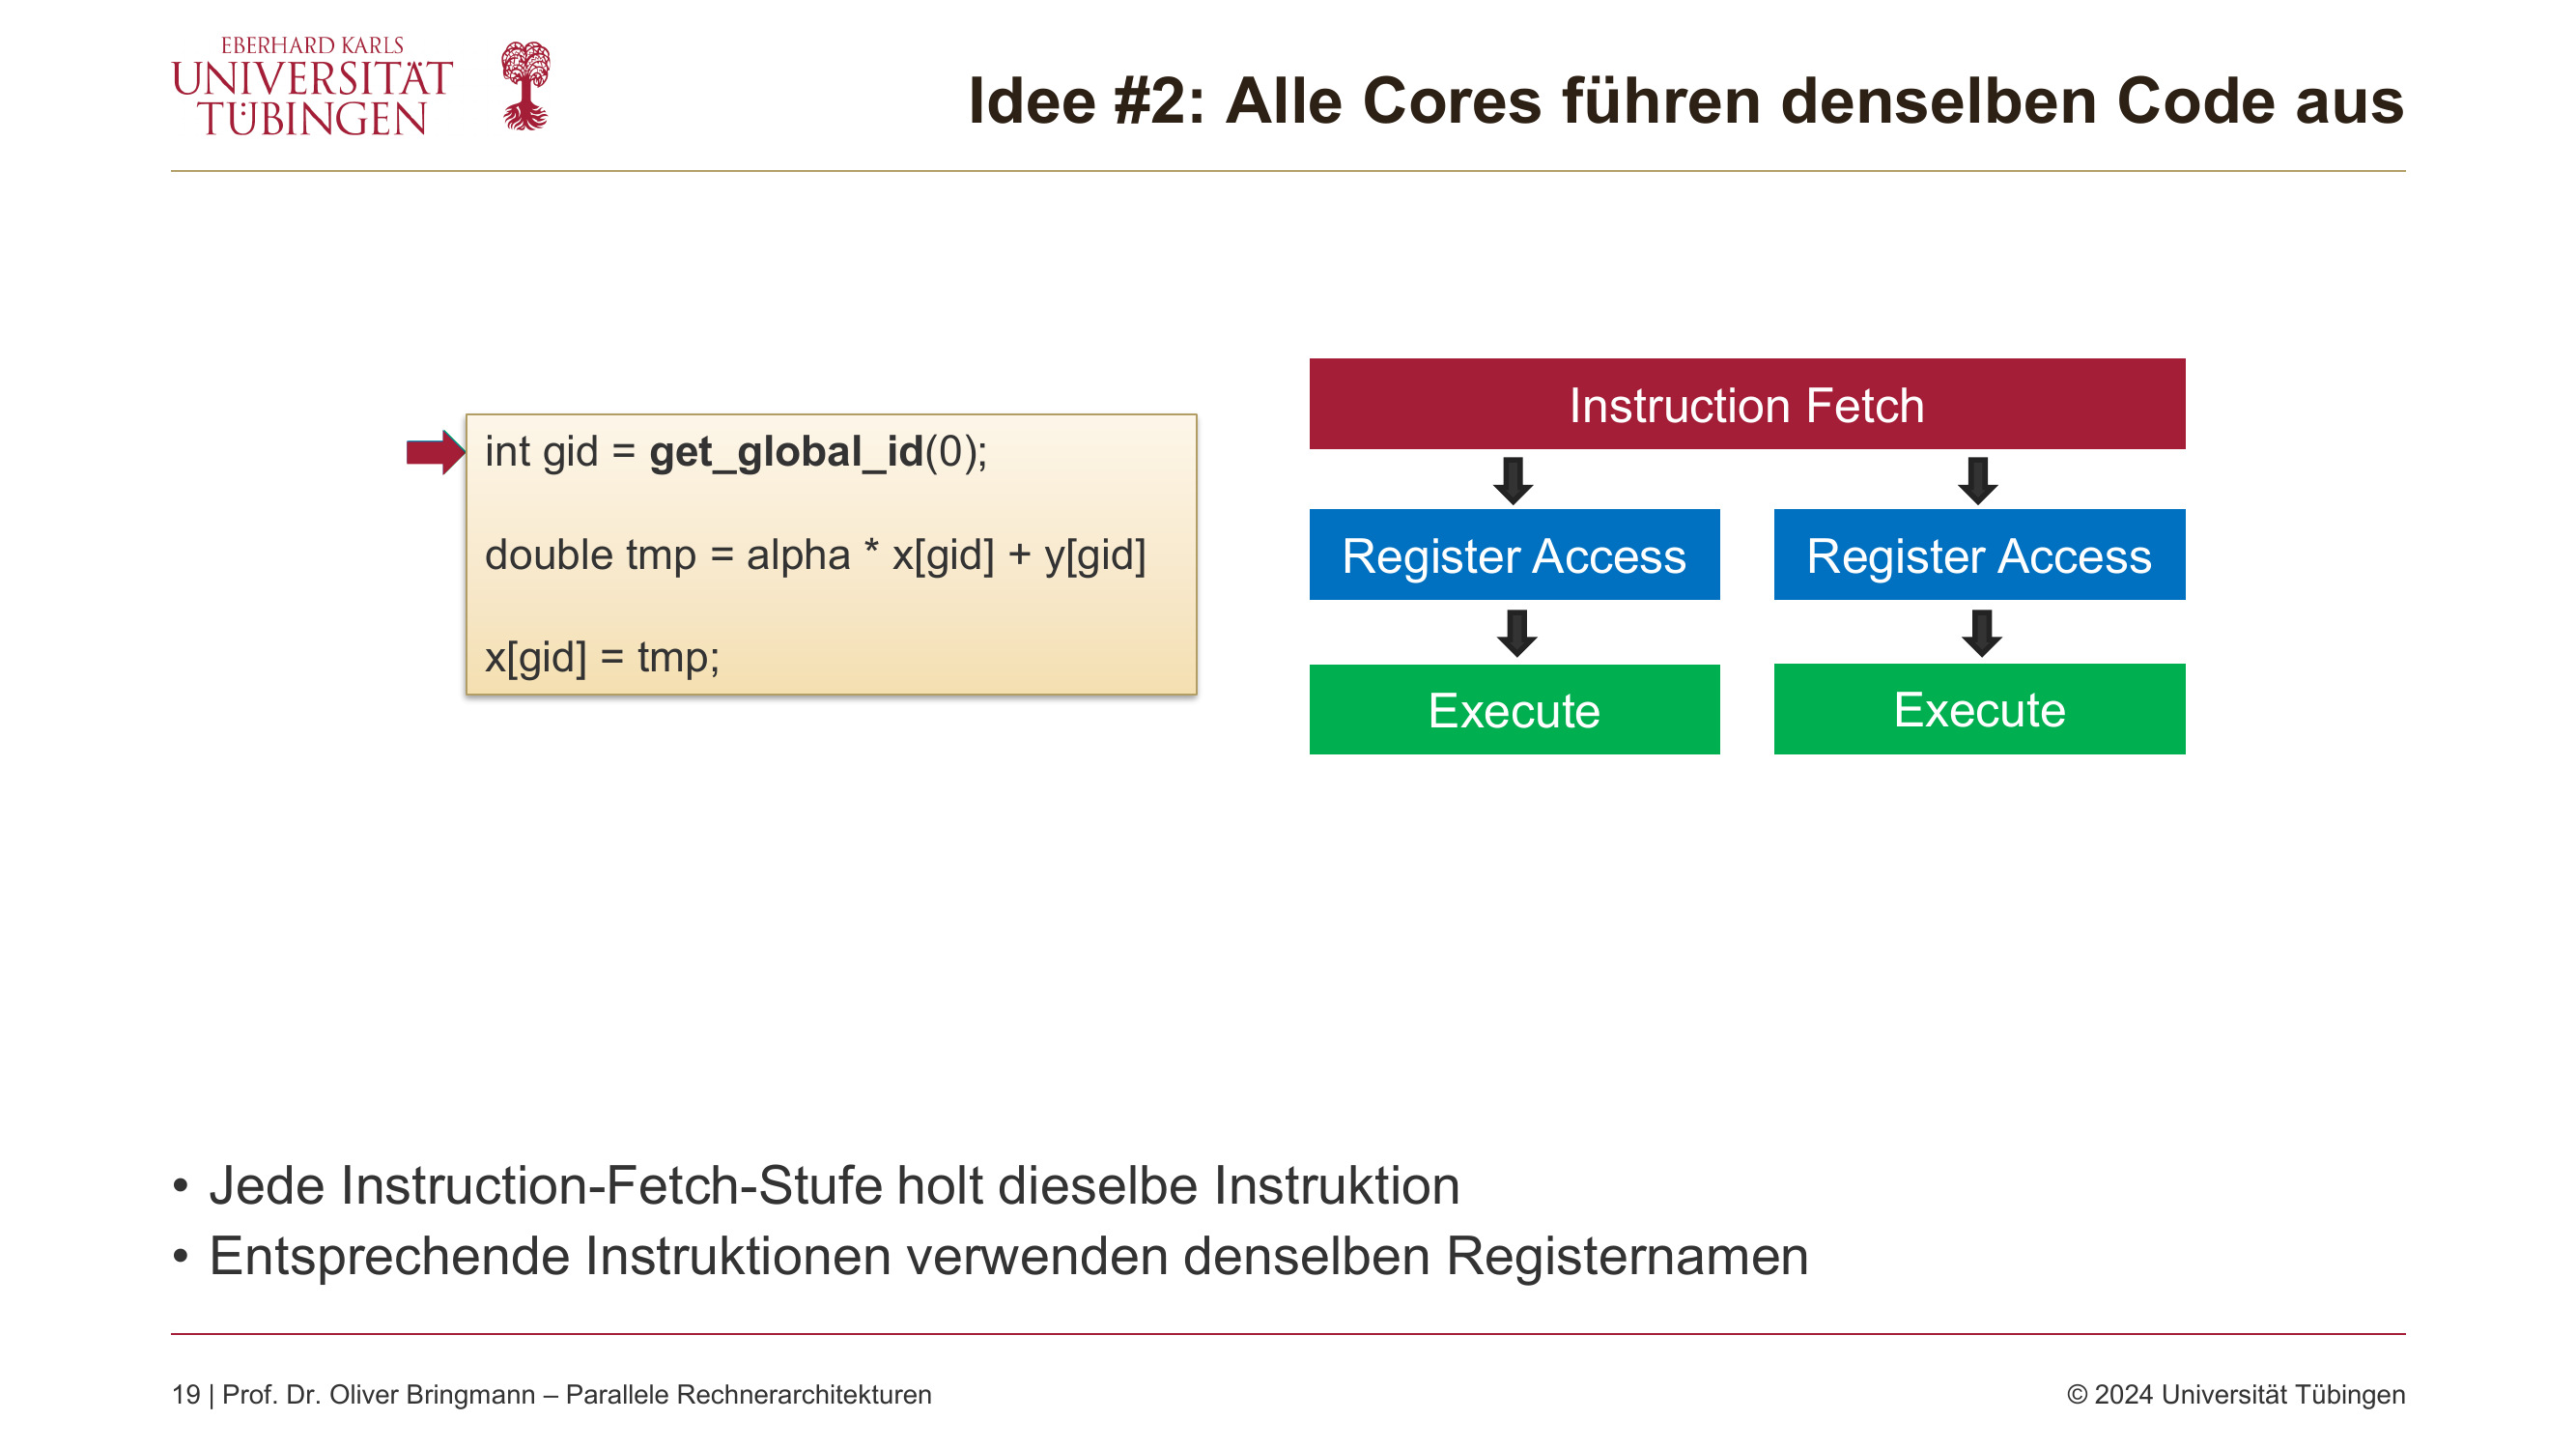 EBERHARD KARLS
UNIVERSITÄT
TÜBINGEN
Idee #2: Alle Cores führen denselben Code aus
int gid = get_global_id(0);
double tmp = alpha * x[gid] + y[gid]
x[gid] = tmp;
Instruction Fetch
Register Access Register Access
Execute Execute
• Jede Instruction-Fetch-Stufe holt dieselbe Instruktion
• Entsprechende Instruktionen verwenden denselben Registernamen
19 | Prof. Dr. Oliver Bringmann – Parallele Rechnerarchitekturen © 2024 Universität Tübingen